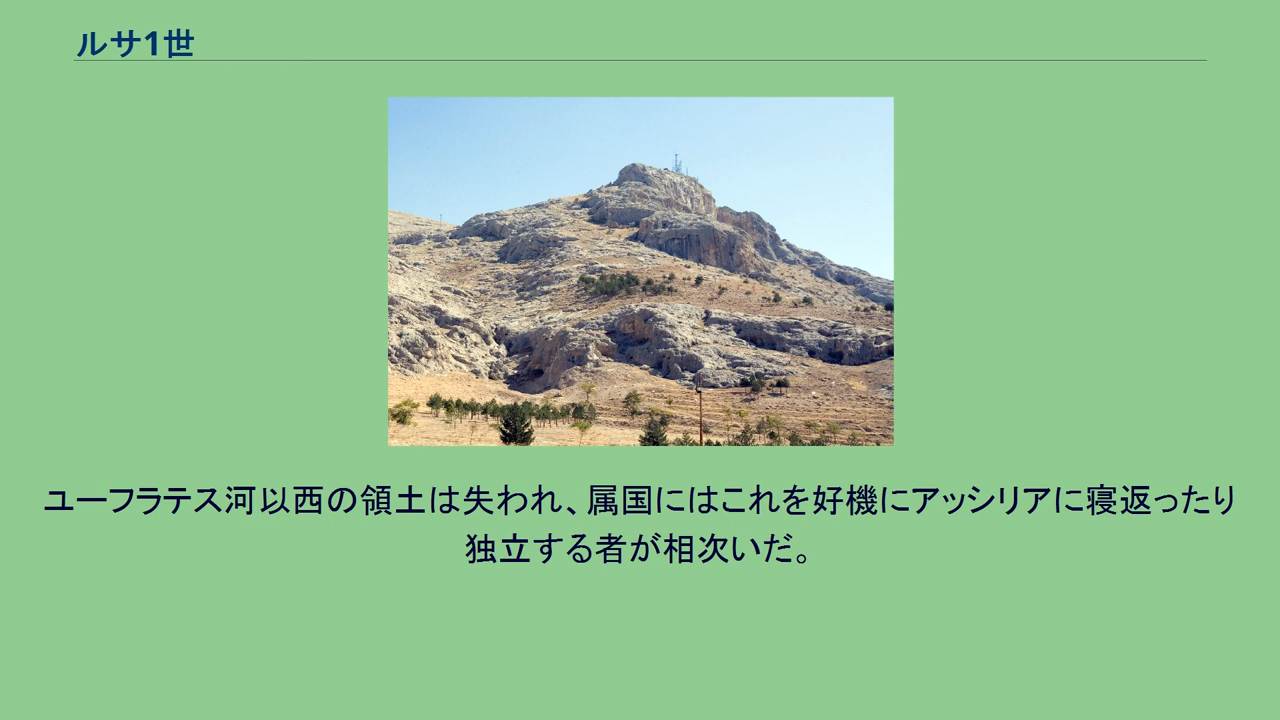 ルサ1世
ユーフラテス河以西の領土は失われ、属国にはこれを好機にアッシリアに寝返ったり
独立する者が相次いだ。